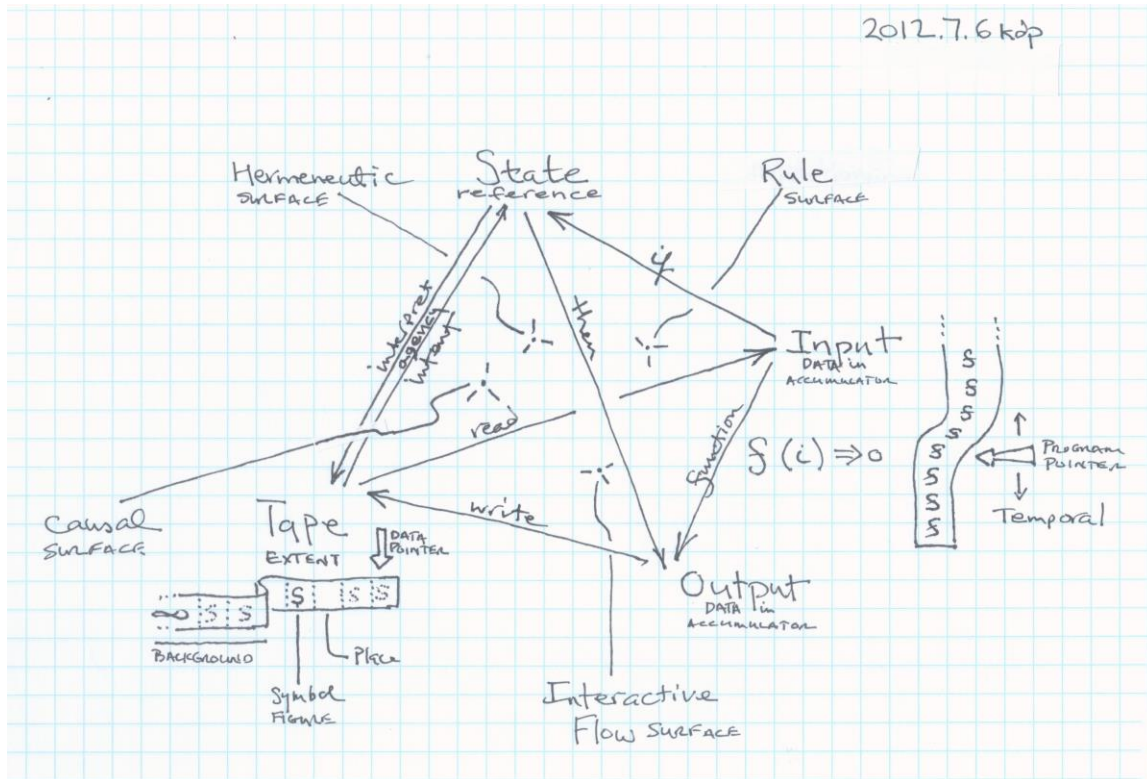 2012.7.6 kdp
Hermeneutic
SURFACE
State
reference
Rule
SURFACE
if
then
interpret
agency
intent
Input
DATA in
ACCUMULATOR
read
function
f (i) ⇒ o
§
§
§
§
§
§
§
§
PROGRAM
POINTER
Temporal
Causal
SURFACE
Tape
EXTENT
write
DATA
POINTER
∞ S S
S S S
BACKGROUND
Place
Symbol
FIGURE
Output
DATA in
ACCUMULATOR
Interactive
Flow SURFACE